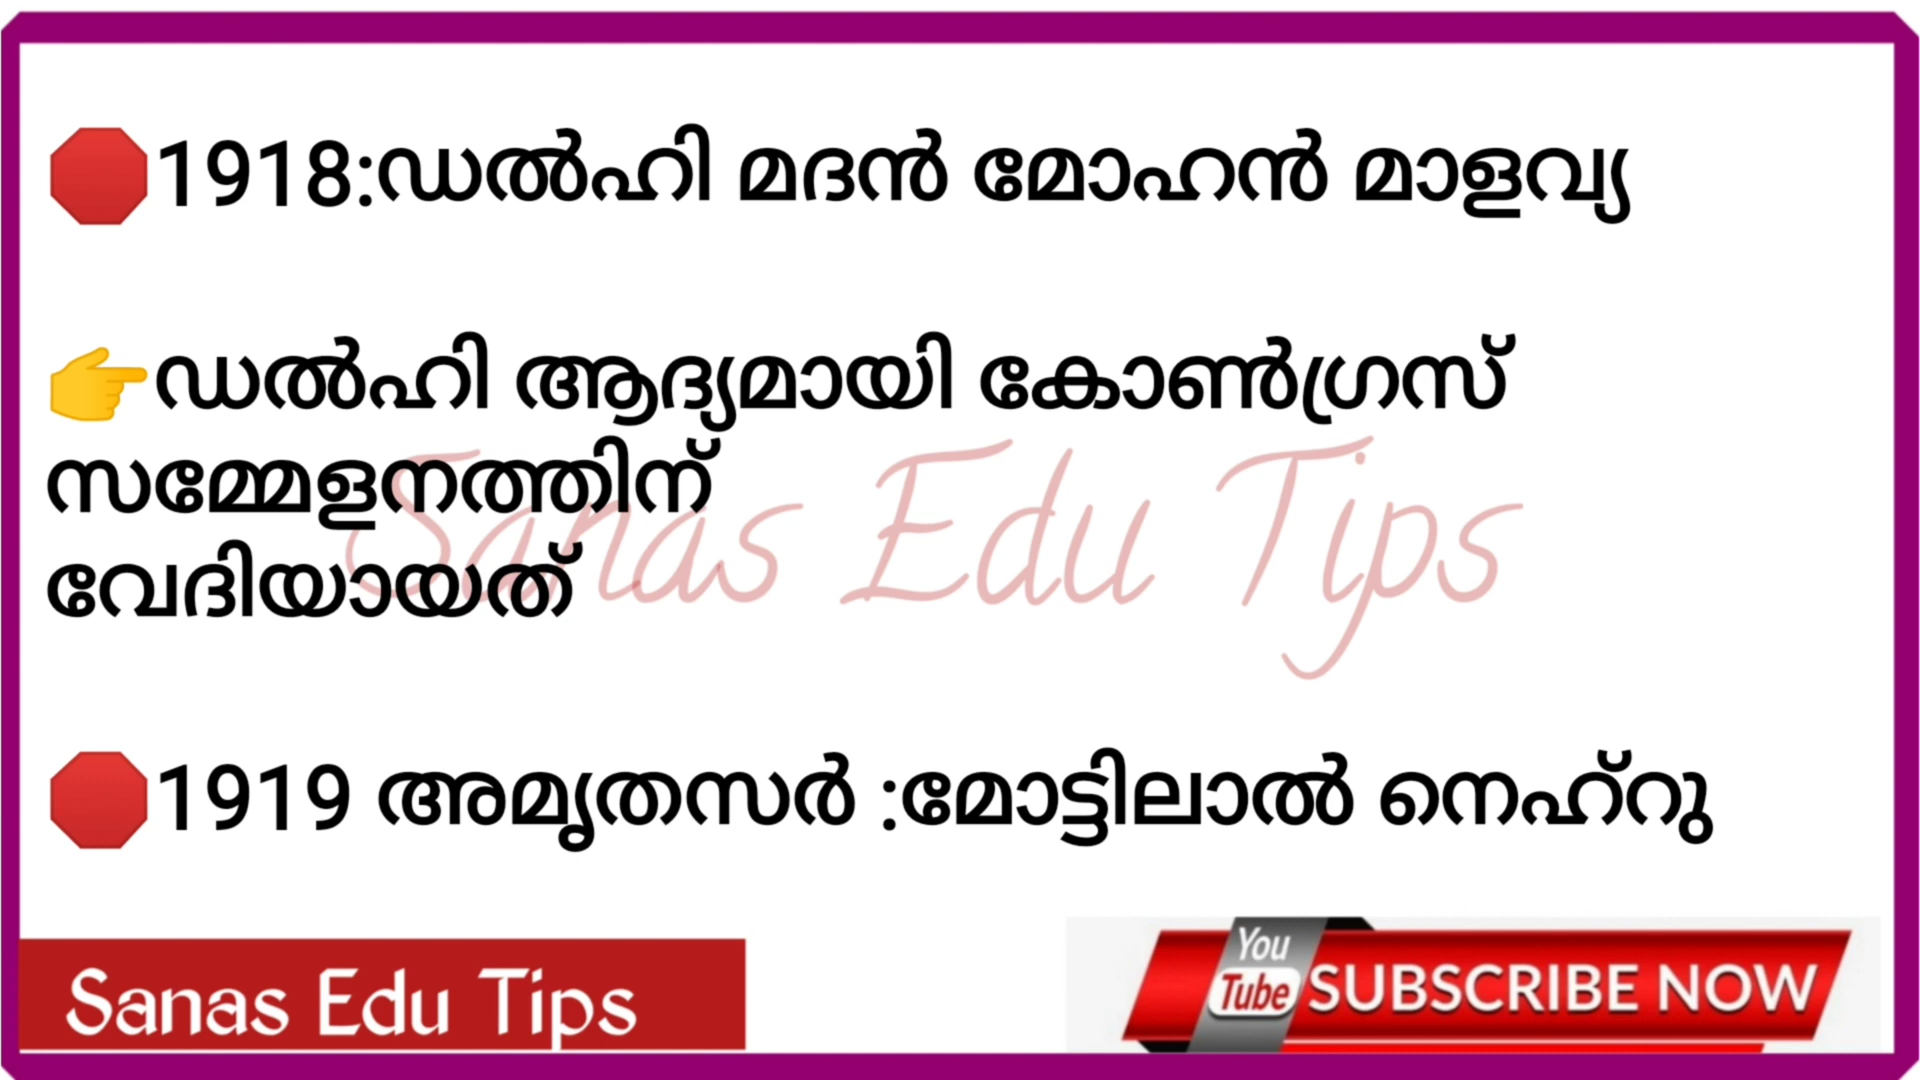 🛑1918:ഡൽഹി മദൻ മോഹൻ മാളവ്യ
👉ഡൽഹി ആദ്യമായി കോൺഗ്രസ്
സമ്മേളനത്തിന്
വേദിയായത്
Sanas Edu Tips
🛑1919 അമൃതസർ :മോട്ടിലാൽ നെഹ്റു
Sanas Edu Tips
You
Tube SUBSCRIBE NOW